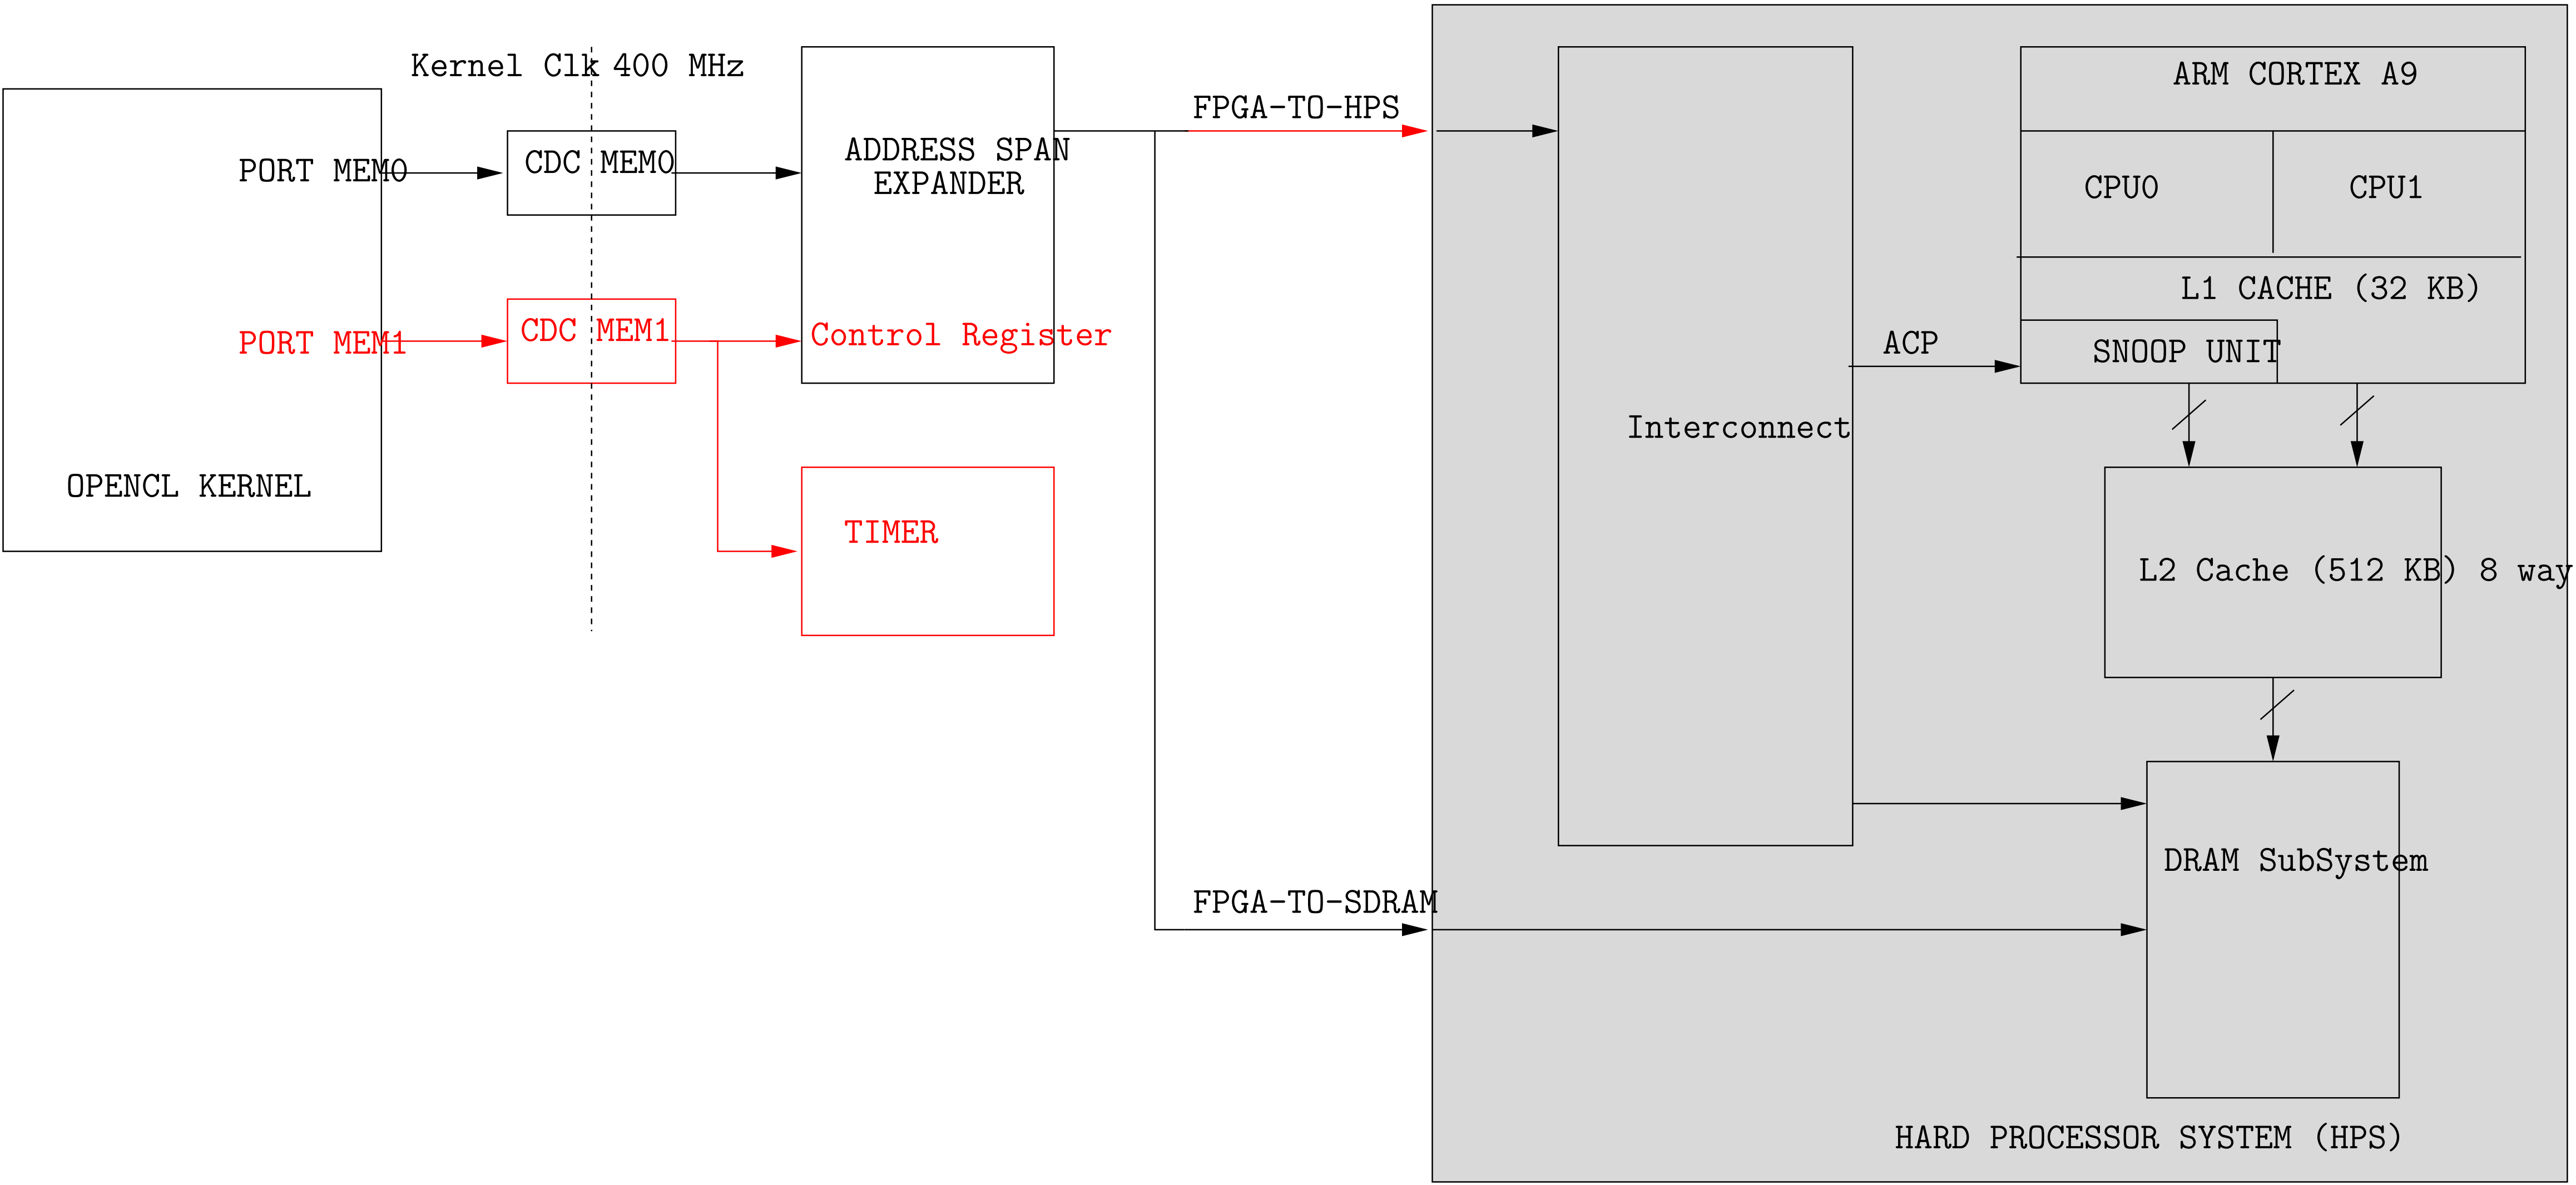 Kernel Clk 400 MHz
PORT MEM0
CDC MEM0
ADDRESS SPAN
EXPANDER
PORT MEM1
CDC MEM1
Control Register
OPENCL KERNEL
TIMER
FPGA-TO-HPS
FPGA-TO-SDRAM
Interconnect
ACP
ARM CORTEX A9
CPU0
CPU1
L1 CACHE (32 KB)
SNOOP UNIT
L2 Cache (512 KB) 8 way
DRAM SubSystem
HARD PROCESSOR SYSTEM (HPS)